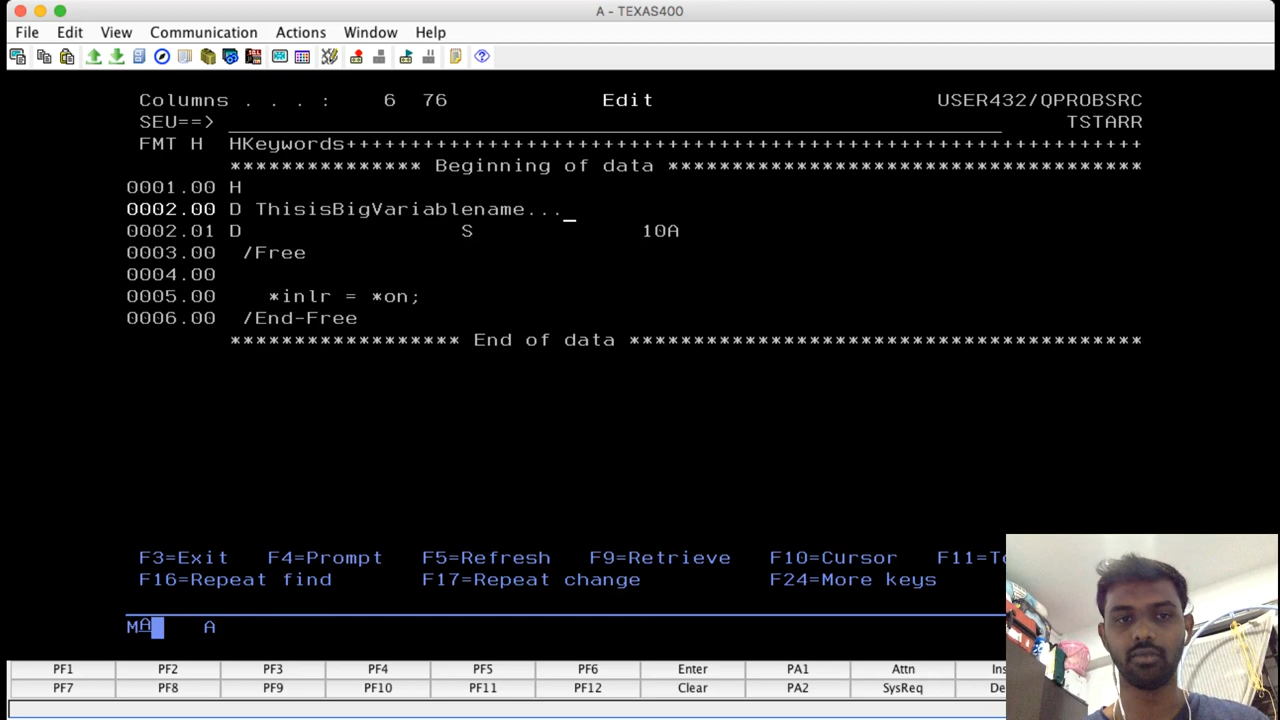 A - TEXAS400
File Edit View Communication Actions Window Help
Columns . . . : 6 76 Edit USER432/QPROBSRC
SEU==> TSTARR
FMT H HKeywords++++++++++++++++++++++++++++++++++++++++++++++++++++++++++++++
*************** Beginning of data *************************************
0001.00 H
0002.00 D ThisisBigVariablename..._
0002.01 D S 10A
0003.00 /Free
0004.00
0005.00 *inlr = *on;
0006.00 /End-Free
****************** End of data ****************************************
F3=Exit F4=Prompt F5=Refresh F9=Retrieve F10=Cursor F11=To
F16=Repeat find F17=Repeat change F24=More keys
MA A
PF1 PF2 PF3 PF4 PF5 PF6 Enter PA1 Attn Ins
PF7 PF8 PF9 PF10 PF11 PF12 Clear PA2 SysReq De